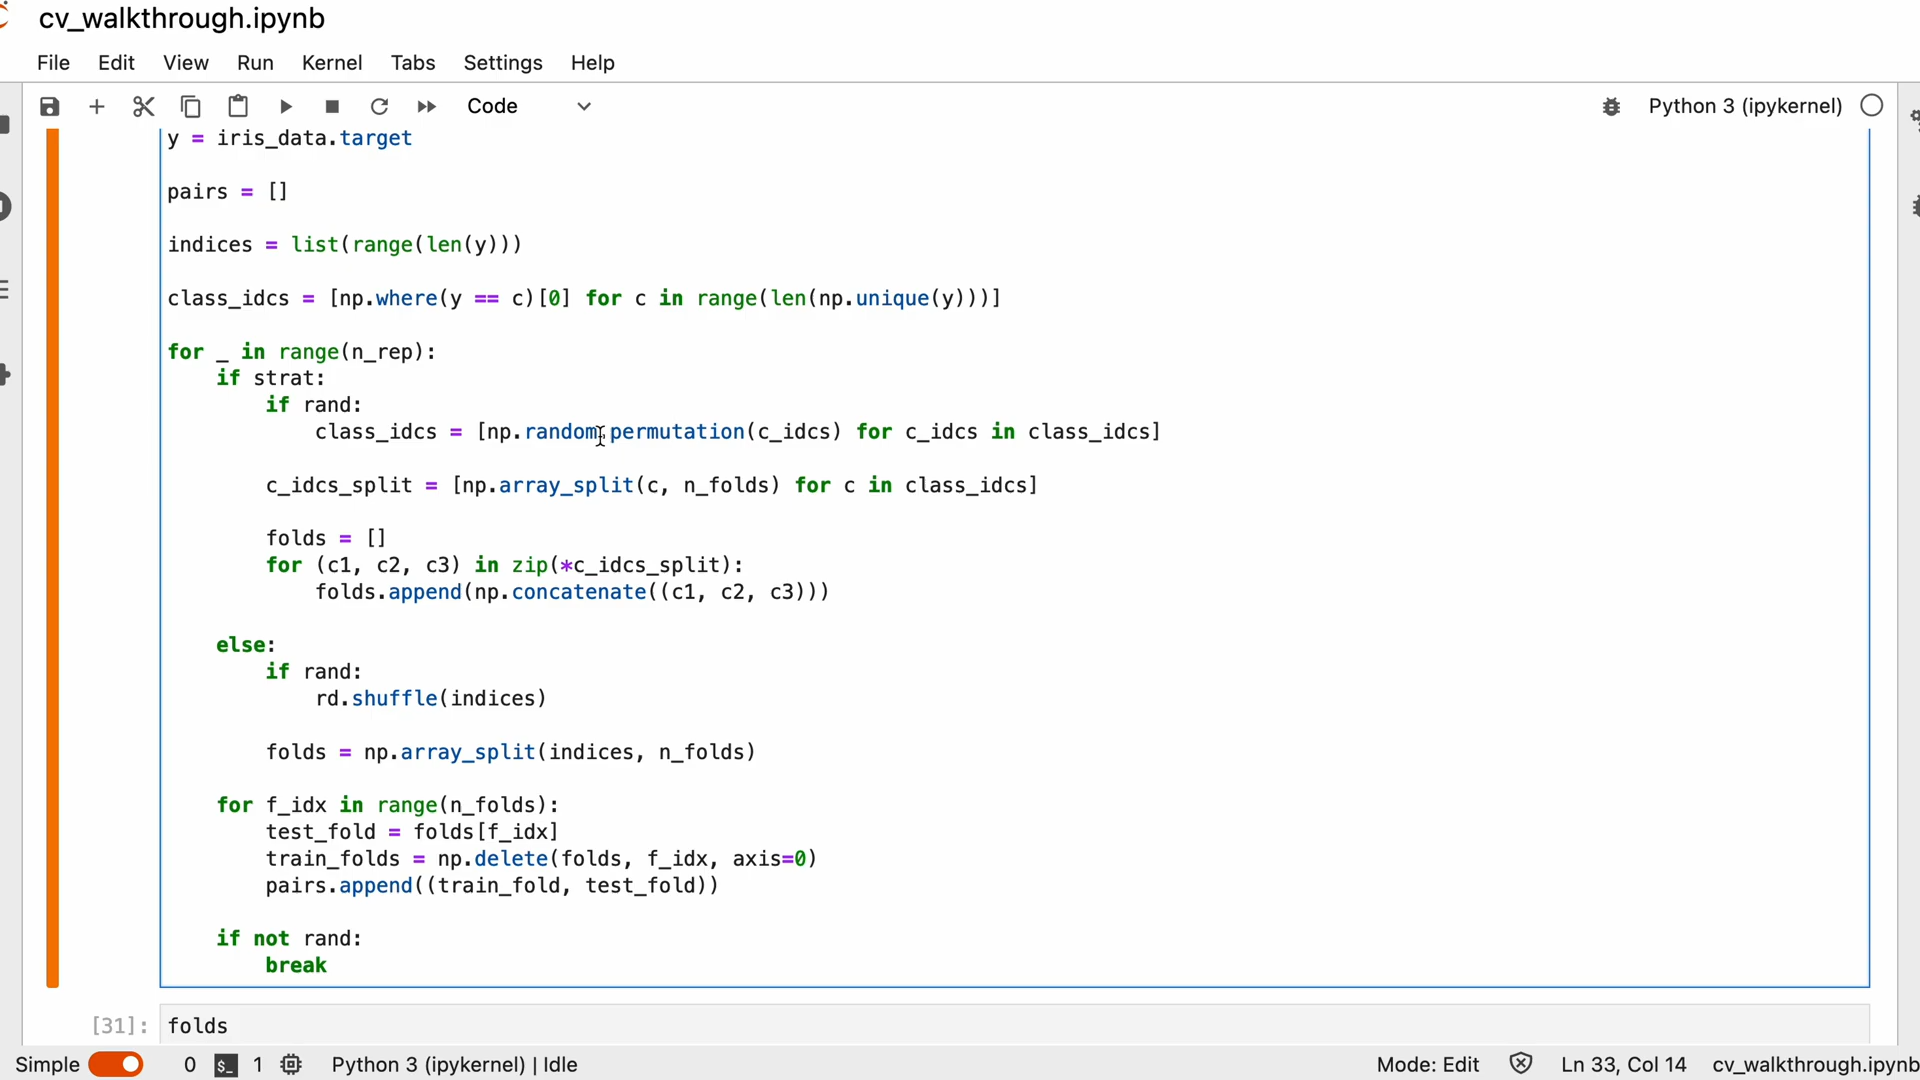 cv_walkthrough.ipynb
File Edit View Run Kernel Tabs Settings Help
Code Python 3 (ipykernel)
y = iris_data.target
pairs = []
indices = list(range(len(y)))
class_idcs = [np.where(y == c)[0] for c in range(len(np.unique(y)))]
for _ in range(n_rep):
    if strat:
        if rand:
            class_idcs = [np.random.permutation(c_idcs) for c_idcs in class_idcs]
        c_idcs_split = [np.array_split(c, n_folds) for c in class_idcs]
        folds = []
        for (c1, c2, c3) in zip(*c_idcs_split):
            folds.append(np.concatenate((c1, c2, c3)))
    else:
        if rand:
            rd.shuffle(indices)
        folds = np.array_split(indices, n_folds)
    for f_idx in range(n_folds):
        test_fold = folds[f_idx]
        train_folds = np.delete(folds, f_idx, axis=0)
        pairs.append((train_fold, test_fold))
    if not rand:
        break
[31]: folds
Simple 0 $_ 1 Python 3 (ipykernel) | Idle Mode: Edit Ln 33, Col 14 cv_walkthrough.ipynb